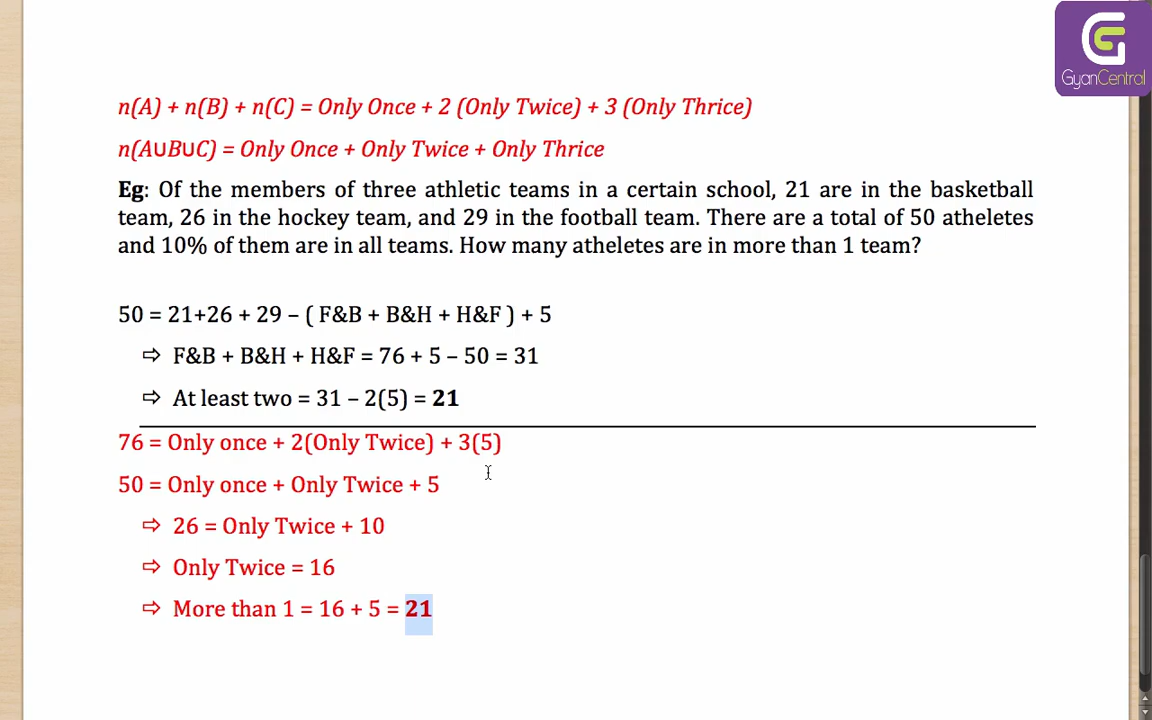 GyanCentral
n(A) + n(B) + n(C) = Only Once + 2 (Only Twice) + 3 (Only Thrice)
n(A∪B∪C) = Only Once + Only Twice + Only Thrice
Eg: Of the members of three athletic teams in a certain school, 21 are in the basketball
team, 26 in the hockey team, and 29 in the football team. There are a total of 50 atheletes
and 10% of them are in all teams. How many atheletes are in more than 1 team?
50 = 21+26 + 29 – ( F&B + B&H + H&F ) + 5
⇨ F&B + B&H + H&F = 76 + 5 – 50 = 31
⇨ At least two = 31 – 2(5) = 21
76 = Only once + 2(Only Twice) + 3(5)
50 = Only once + Only Twice + 5
⇨ 26 = Only Twice + 10
⇨ Only Twice = 16
⇨ More than 1 = 16 + 5 = 21